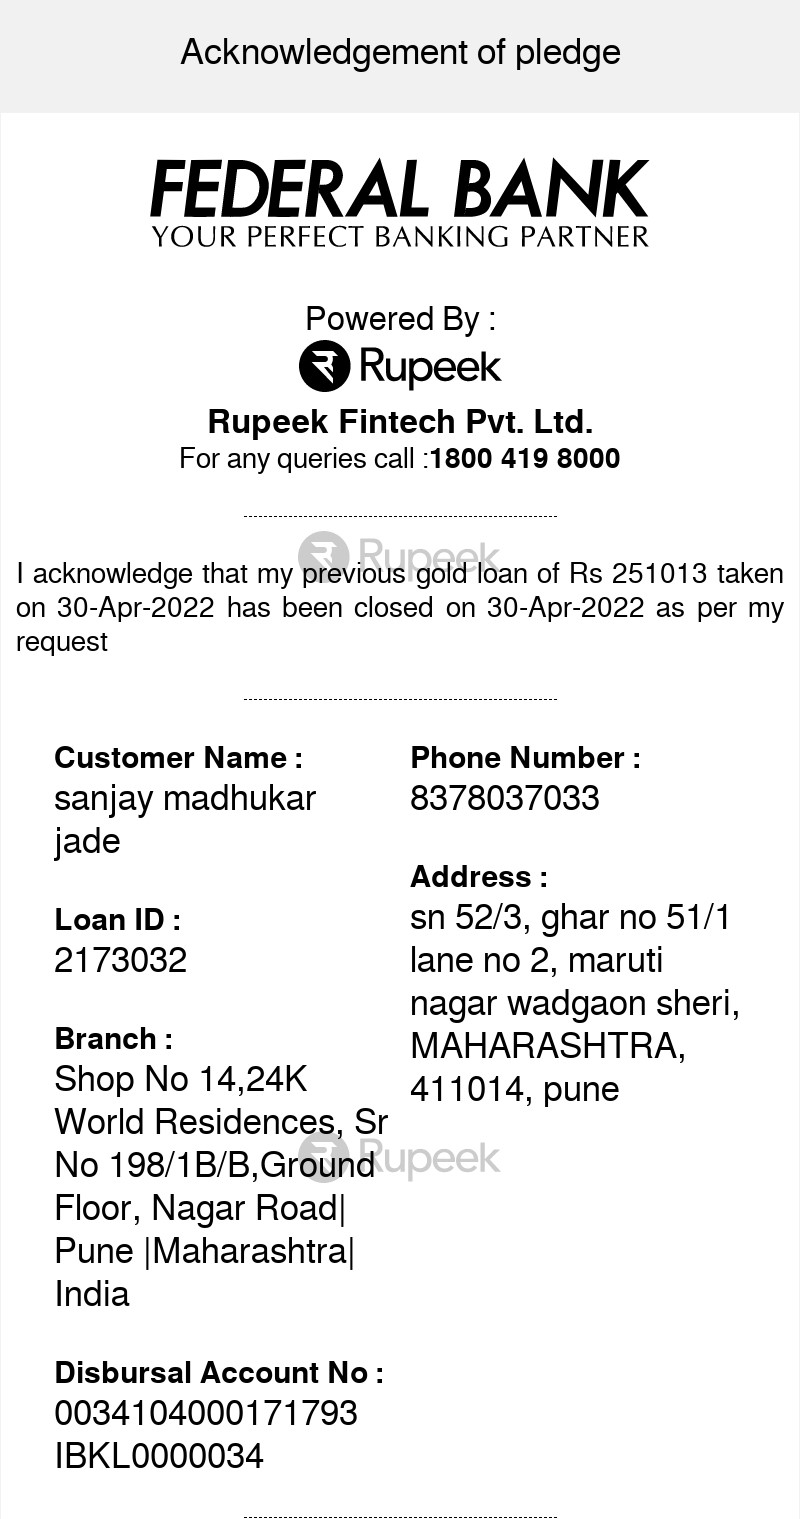 Acknowledgement of pledge
FEDERAL BANK
YOUR PERFECT BANKING PARTNER
Powered By :
Rupeek
Rupeek Fintech Pvt. Ltd.
For any queries call :1800 419 8000
Rupeek
I acknowledge that my previous gold loan of Rs 251013 taken
on 30-Apr-2022 has been closed on 30-Apr-2022 as per my
request
Customer Name :
sanjay madhukar
jade
Loan ID :
2173032
Branch :
Shop No 14,24K
World Residences, Sr
No 198/1B/B,Ground
Floor, Nagar Road|
Pune |Maharashtra|
India
Disbursal Account No :
0034104000171793
IBKL0000034
Phone Number :
8378037033
Address :
sn 52/3, ghar no 51/1
lane no 2, maruti
nagar wadgaon sheri,
MAHARASHTRA,
411014, pune
Rupeek